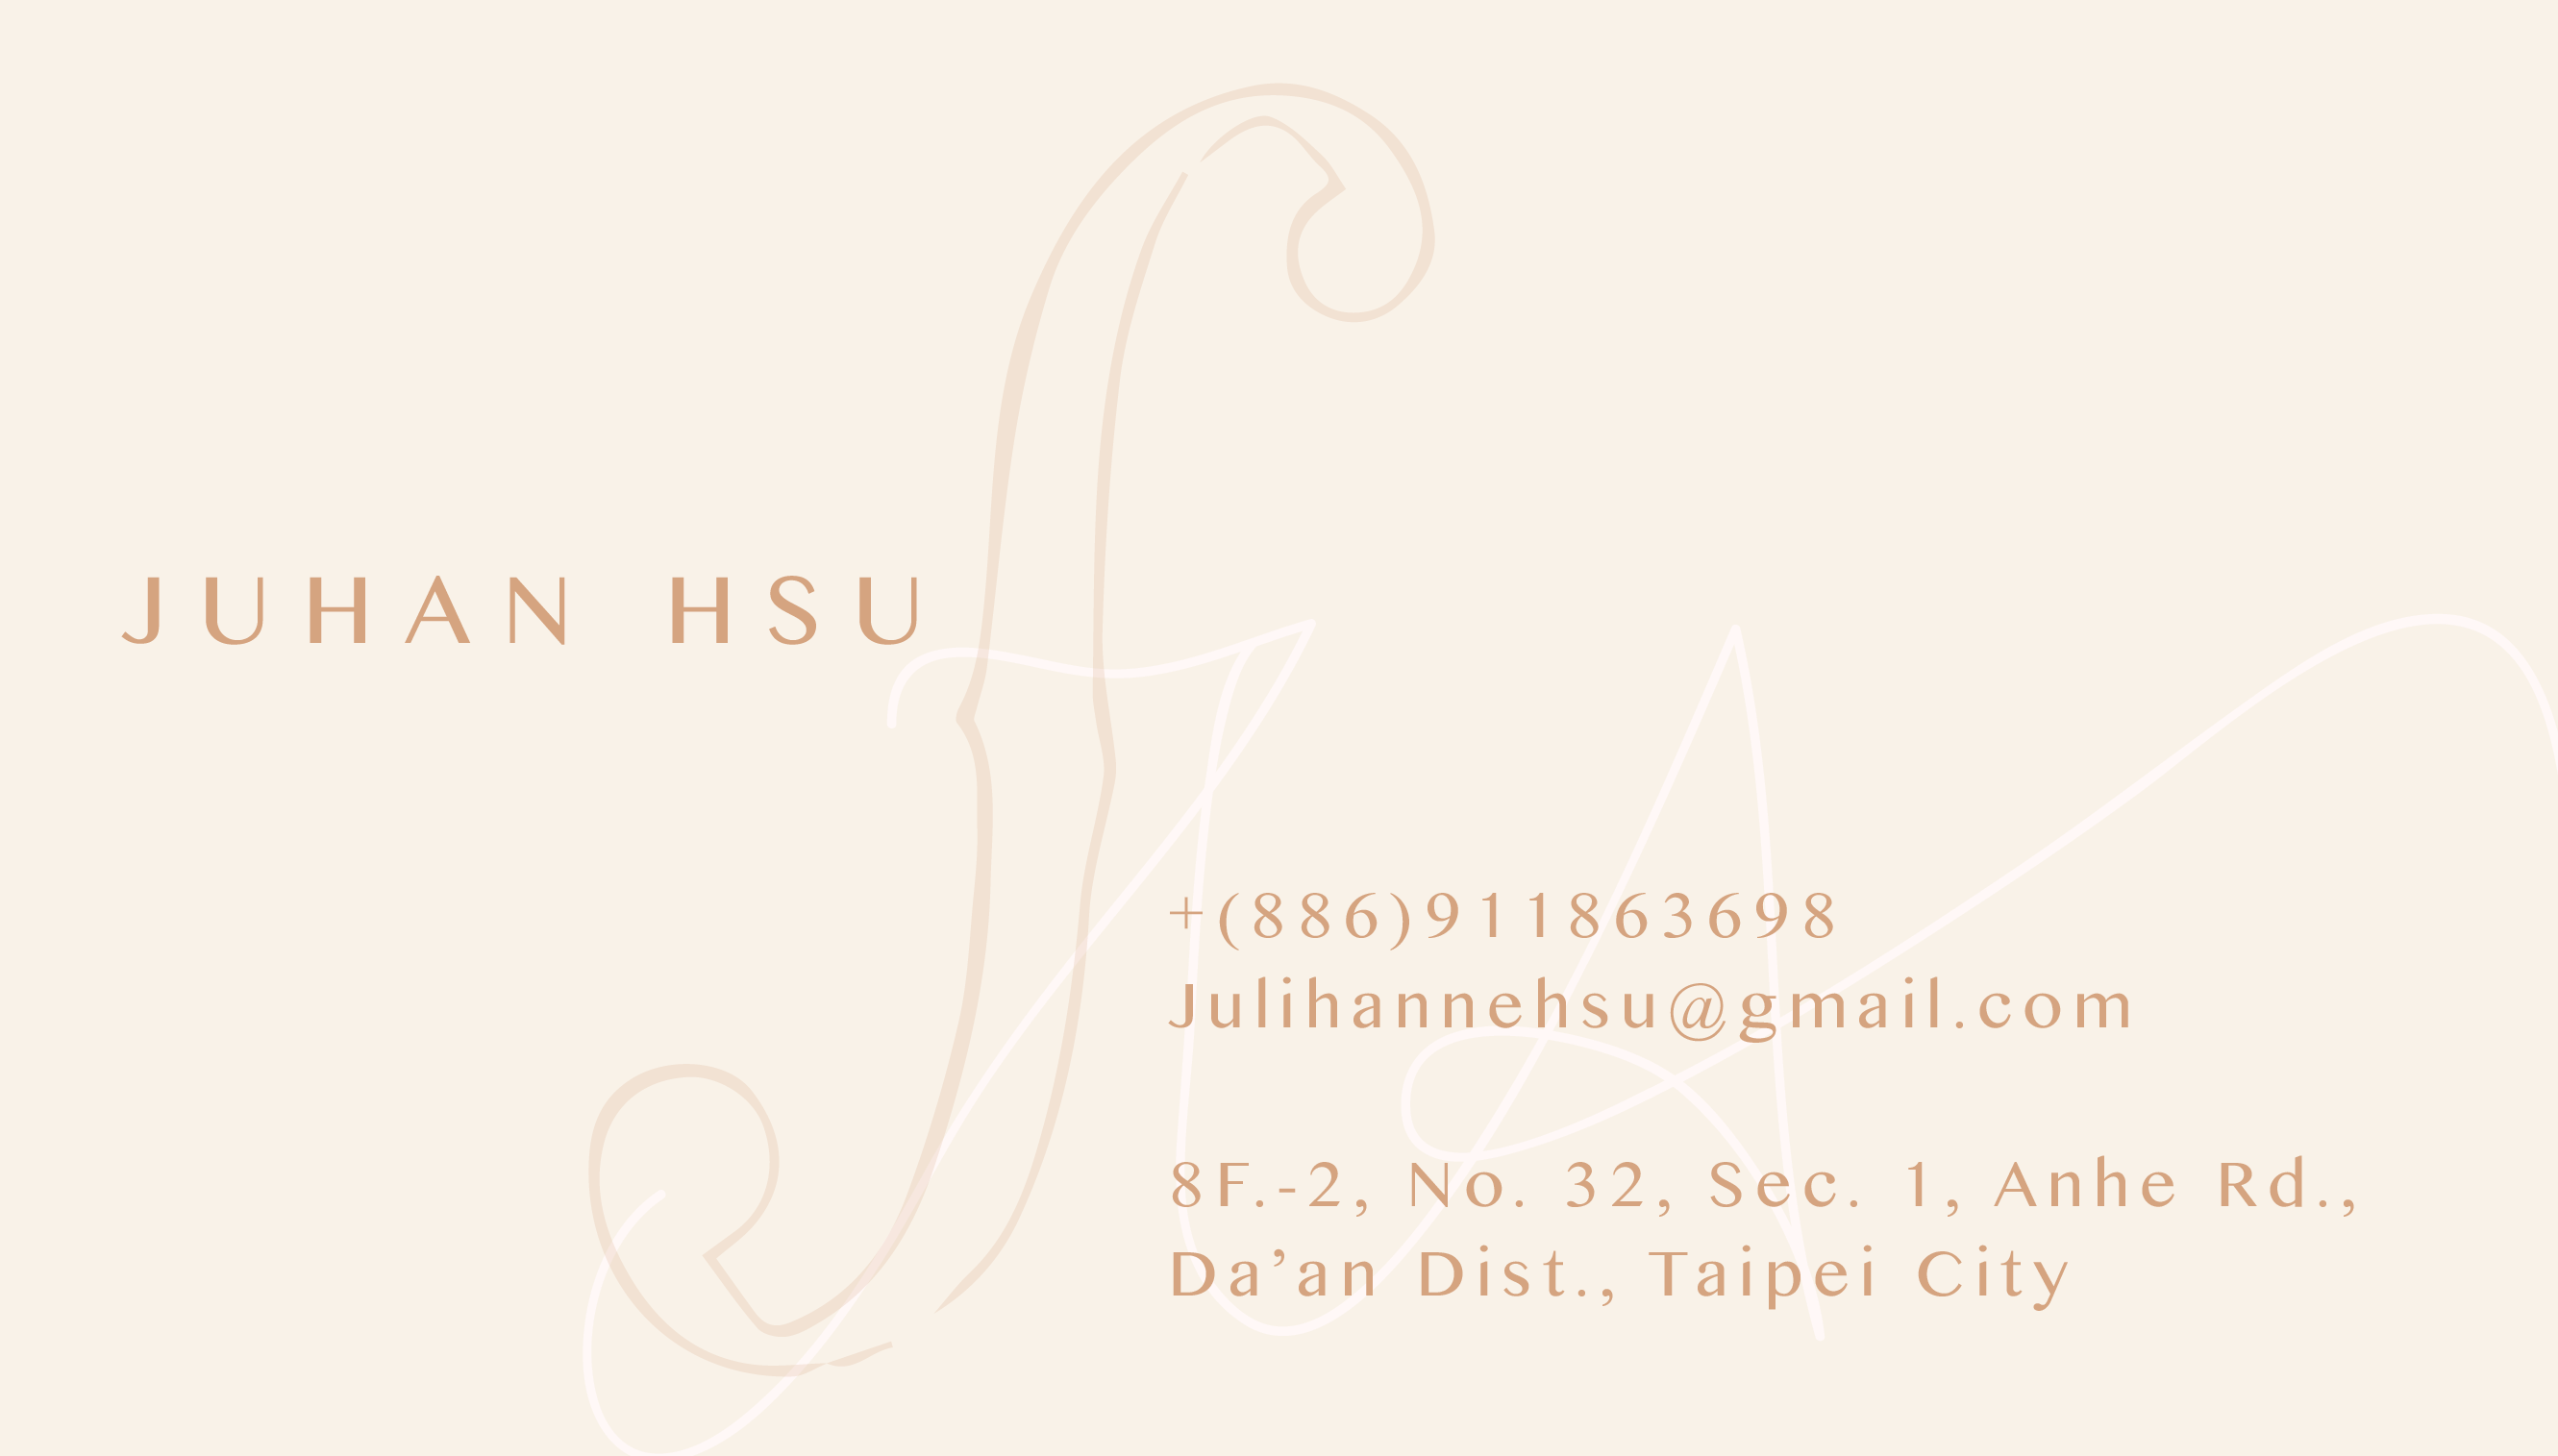 JUHAN HSU
+(886)911863698
Julihannehsu@gmail.com
8F.-2, No. 32, Sec. 1, Anhe Rd.,
Da’an Dist., Taipei City